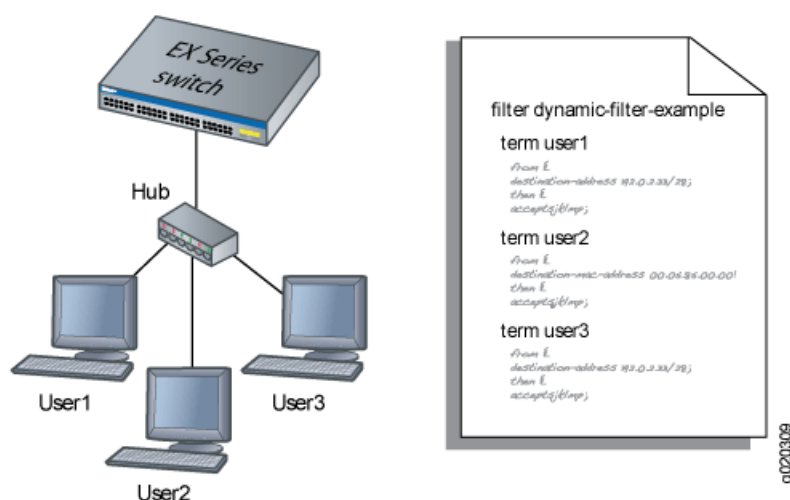 EX Series
switch
Hub
User1
User2
User3
filter dynamic-filter-example
term user1
from {
destination-address 192.0.2.33/28;
then {
term user2
from {
destination-mac-address 00.05.85.00.00
then {
term user3
from {
destination-address 192.0.2.33/28;
then {
g020309